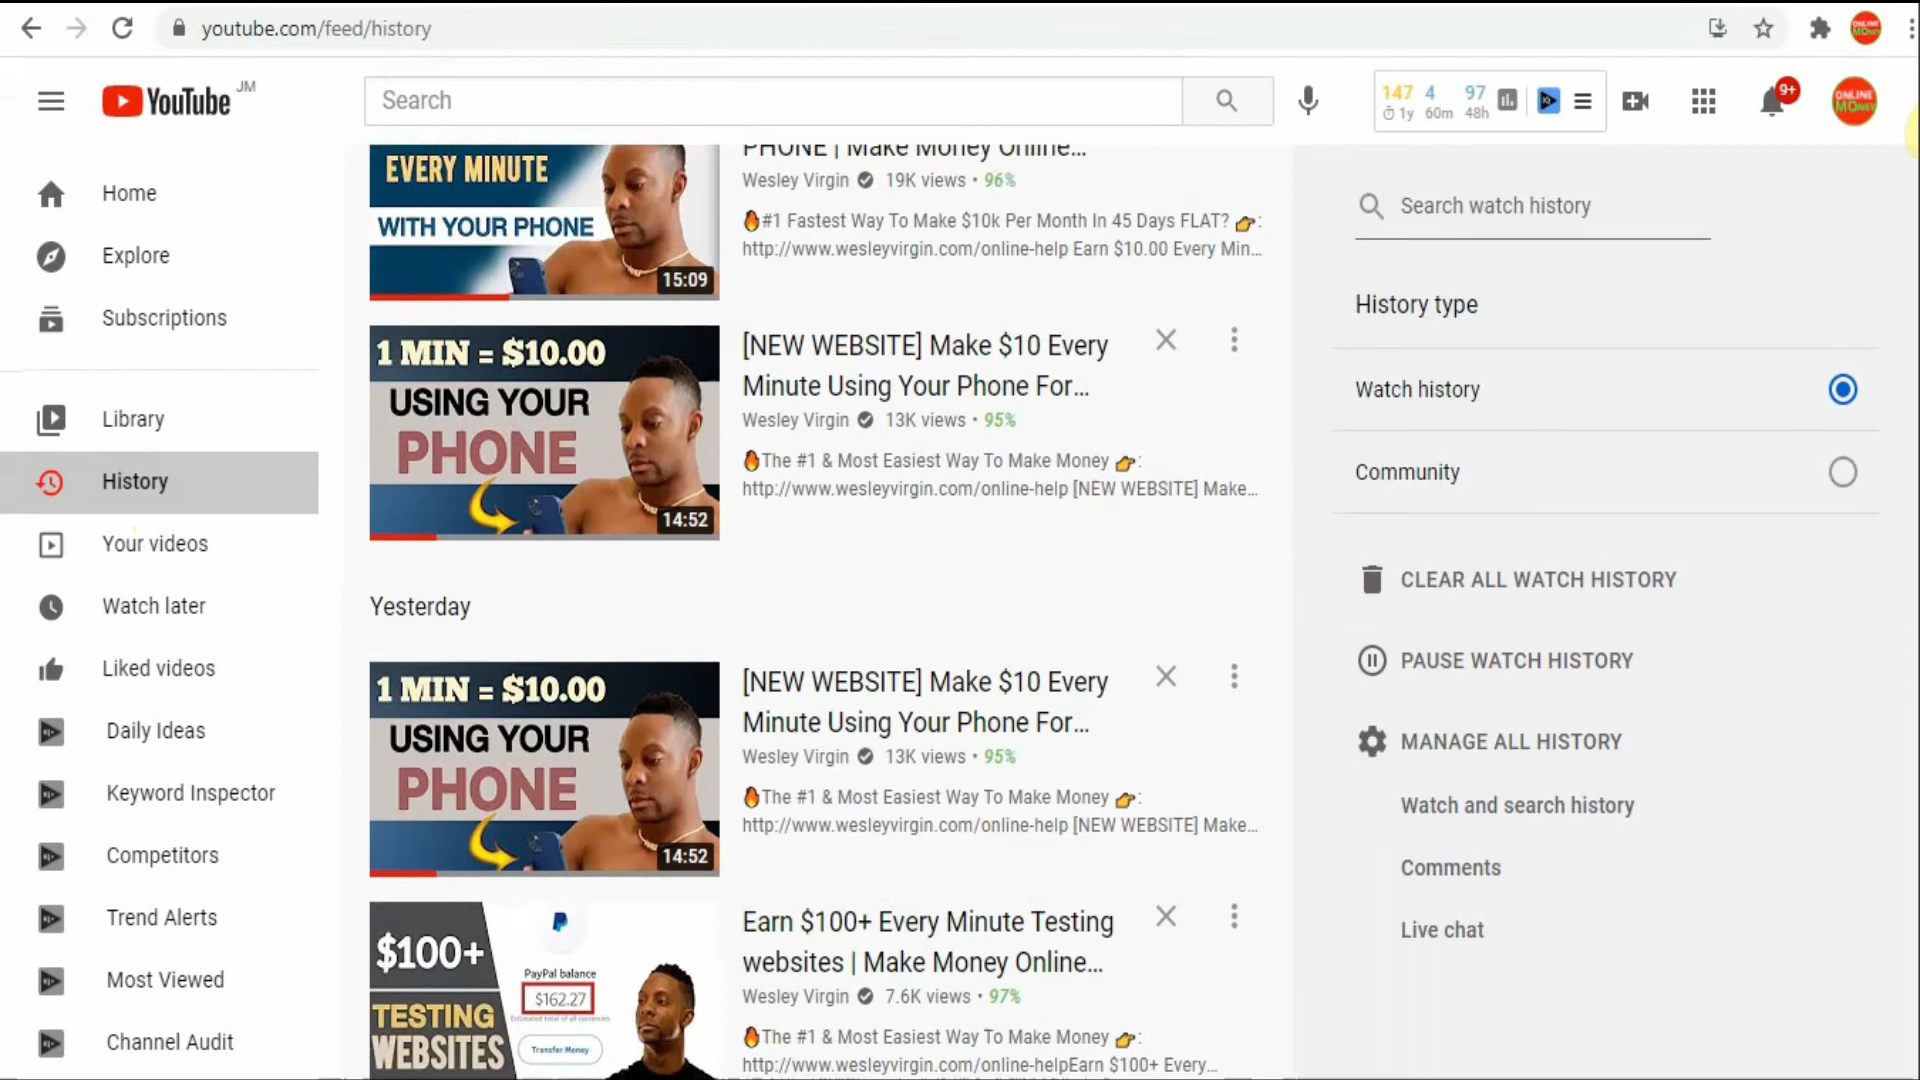 youtube.com/feed/history
ONLINE
MONEY
YouTube JM
Search
147 4 97
1y 60m 48h
9+
ONLINE
MONEY
Home
Explore
Subscriptions
Library
History
Your videos
Watch later
Liked videos
Daily Ideas
Keyword Inspector
Competitors
Trend Alerts
Most Viewed
Channel Audit
EVERY MINUTE
WITH YOUR PHONE
15:09
PHONE | Make Money Online...
Wesley Virgin 19K views • 96%
🔥#1 Fastest Way To Make $10k Per Month In 45 Days FLAT? 👉:
http://www.wesleyvirgin.com/online-help Earn $10.00 Every Min...
1 MIN = $10.00
USING YOUR
PHONE
14:52
[NEW WEBSITE] Make $10 Every
Minute Using Your Phone For...
Wesley Virgin 13K views • 95%
🔥The #1 & Most Easiest Way To Make Money 👉:
http://www.wesleyvirgin.com/online-help [NEW WEBSITE] Make...
Yesterday
1 MIN = $10.00
USING YOUR
PHONE
14:52
[NEW WEBSITE] Make $10 Every
Minute Using Your Phone For...
Wesley Virgin 13K views • 95%
🔥The #1 & Most Easiest Way To Make Money 👉:
http://www.wesleyvirgin.com/online-help [NEW WEBSITE] Make...
$100+
TESTING
WEBSITES
PayPal balance
$162.27
Transfer Money
Earn $100+ Every Minute Testing
websites | Make Money Online...
Wesley Virgin 7.6K views • 97%
🔥The #1 & Most Easiest Way To Make Money 👉:
http://www.wesleyvirgin.com/online-helpEarn $100+ Every...
Search watch history
History type
Watch history
Community
CLEAR ALL WATCH HISTORY
PAUSE WATCH HISTORY
MANAGE ALL HISTORY
Watch and search history
Comments
Live chat